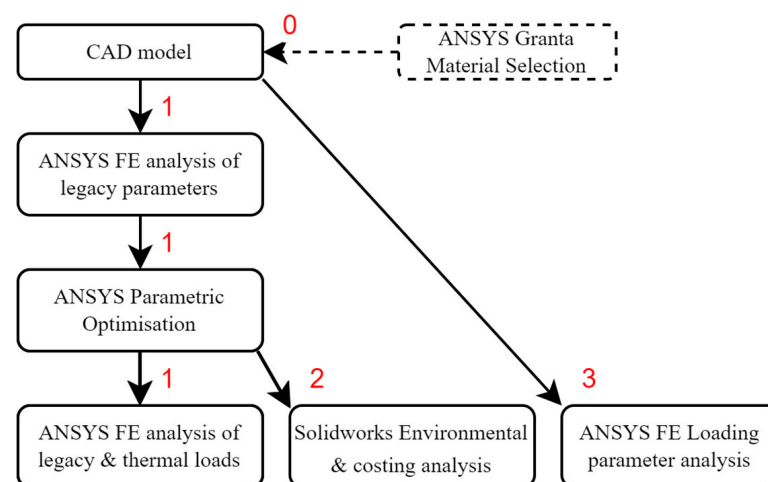 0
CAD model
ANSYS Granta
Material Selection
1
ANSYS FE analysis of
legacy parameters
1
ANSYS Parametric
Optimisation
1
2
3
ANSYS FE analysis of
legacy & thermal loads
Solidworks Environmental
& costing analysis
ANSYS FE Loading
parameter analysis